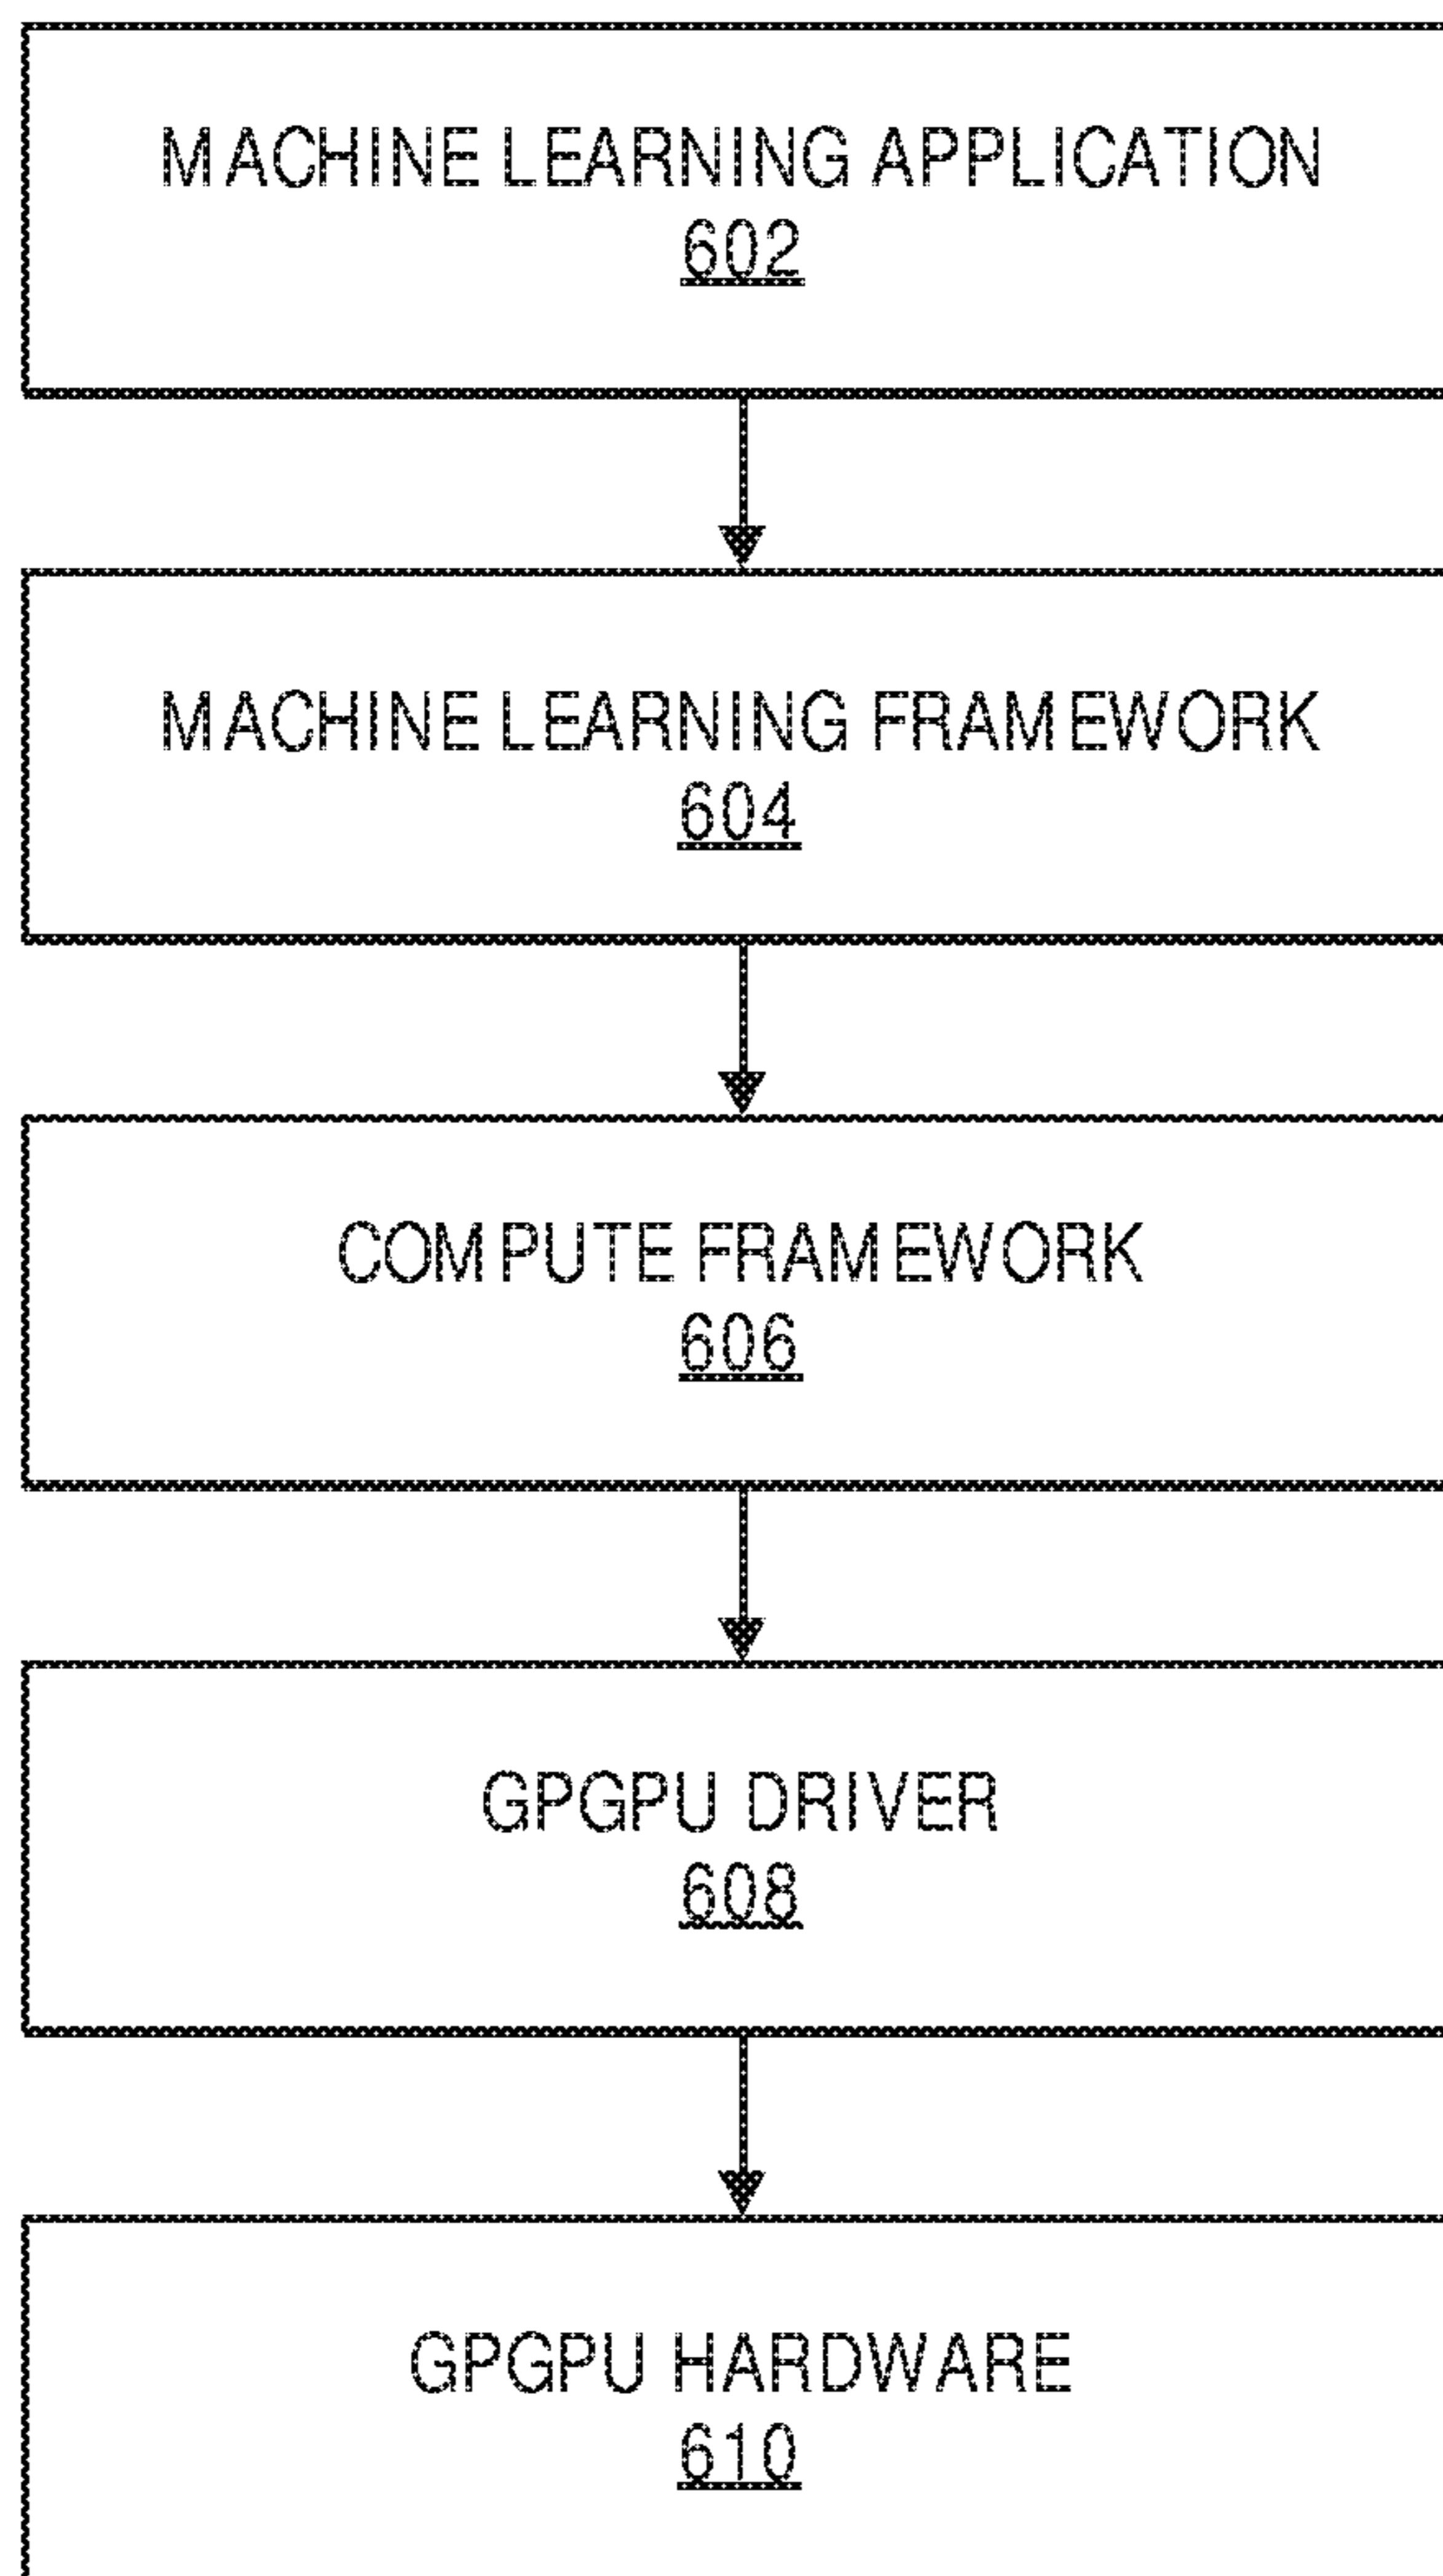 MACHINE LEARNING APPLICATION
602
MACHINE LEARNING FRAMEWORK
604
COMPUTE FRAMEWORK
606
GPGPU DRIVER
608
GPGPU HARDWARE
610